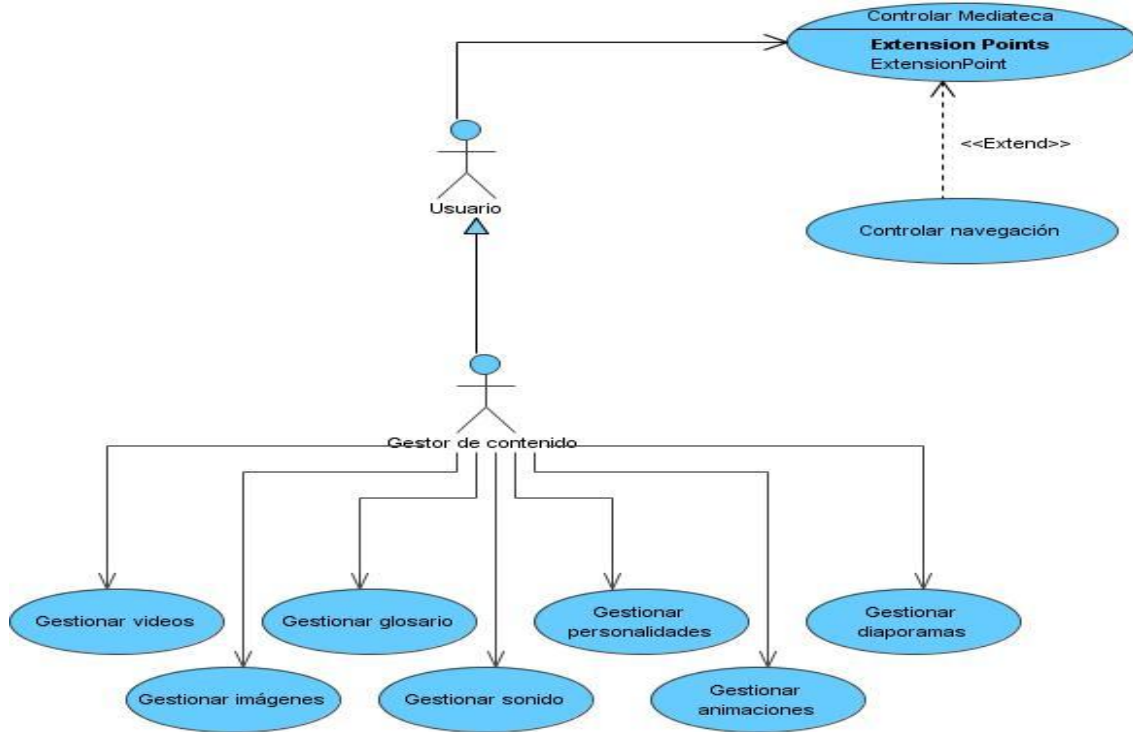 Controlar Mediateca
Extension Points
ExtensionPoint
<<Extend>>
Usuario
Controlar navegación
Gestor de contenido
Gestionar videos
Gestionar glosario
Gestionar
personalidades
Gestionar
diaporamas
Gestionar imágenes
Gestionar sonido
Gestionar
animaciones